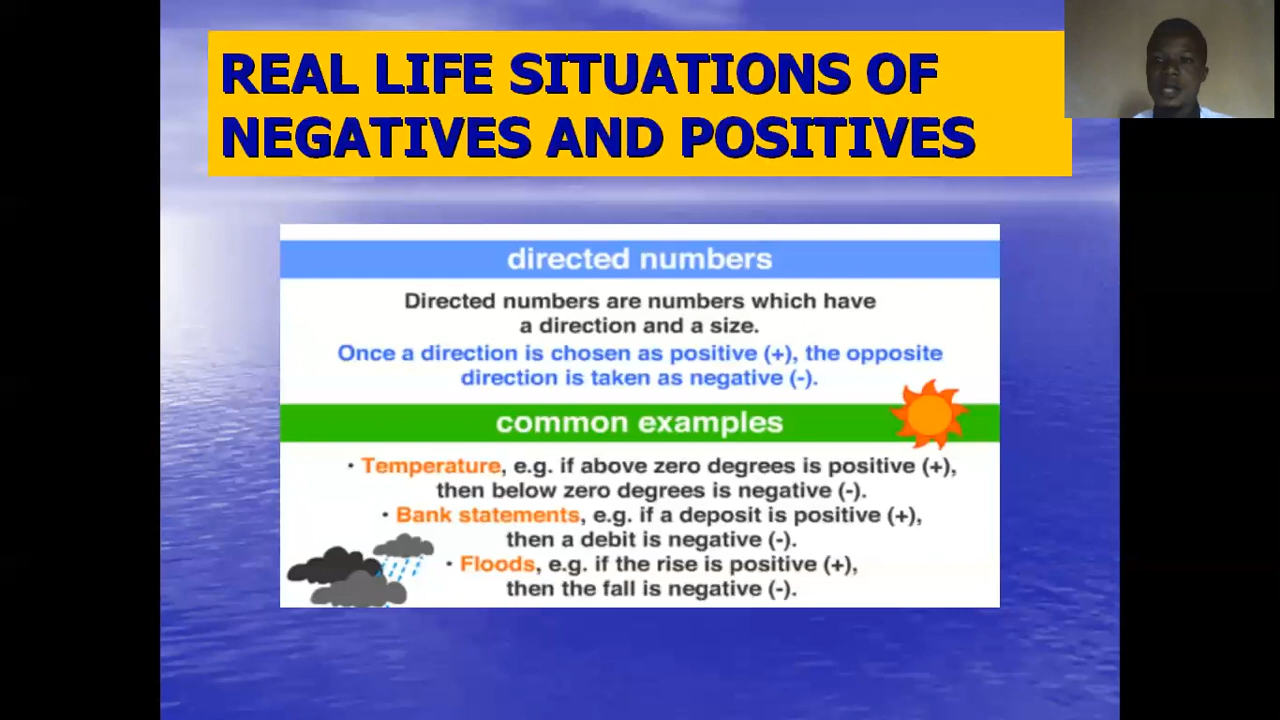 REAL LIFE SITUATIONS OF
NEGATIVES AND POSITIVES
directed numbers
Directed numbers are numbers which have
a direction and a size.
Once a direction is chosen as positive (+), the opposite
direction is taken as negative (-).
common examples
• Temperature, e.g. if above zero degrees is positive (+),
then below zero degrees is negative (-).
• Bank statements, e.g. if a deposit is positive (+),
then a debit is negative (-).
• Floods, e.g. if the rise is positive (+),
then the fall is negative (-).